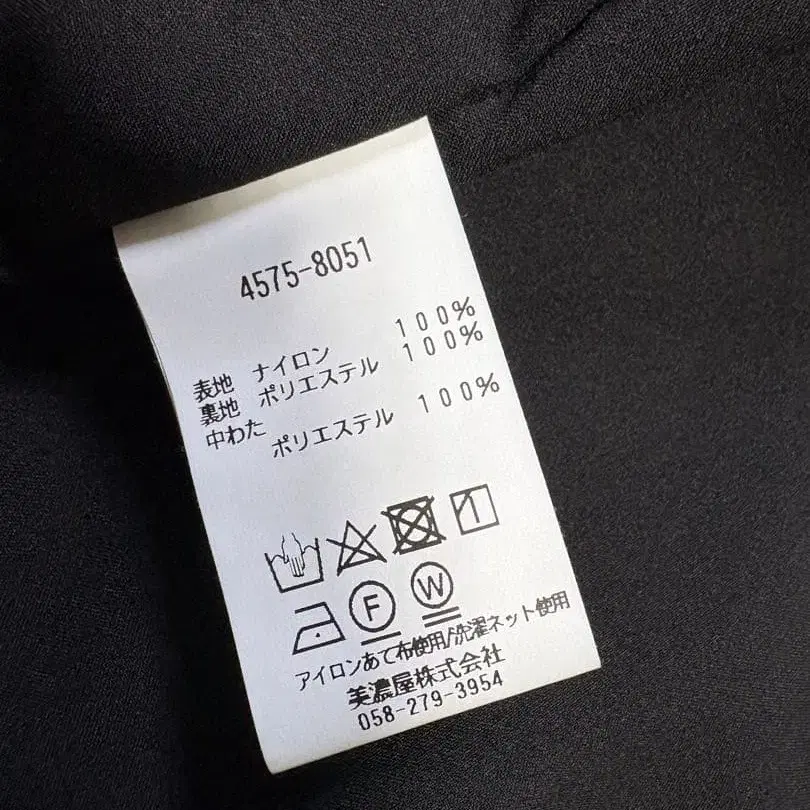 4575-8051
表地 ナイロン 100%
裏地 ポリエステル 100%
中わた
ポリエステル 100%
F W
アイロンあて布使用/洗濯ネット使用
美濃屋株式会社
058-279-3954